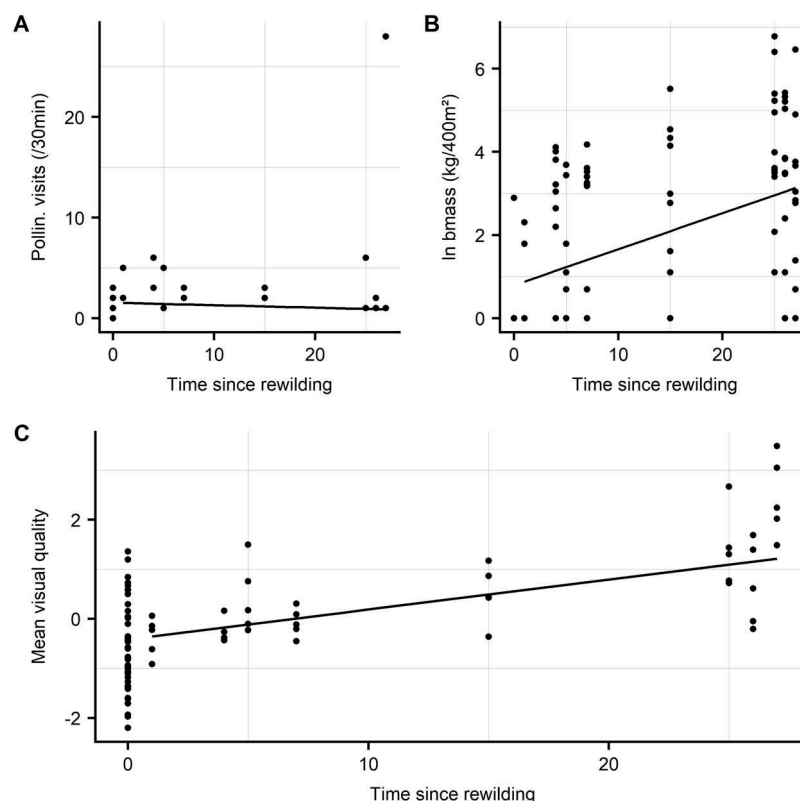 A
Pollin. visits (/30min)
20
10
0
0
10
20
Time since rewilding
B
ln bmass (kg/400m²)
6
4
2
0
0
10
20
Time since rewilding
C
Mean visual quality
2
0
-2
0
10
20
Time since rewilding